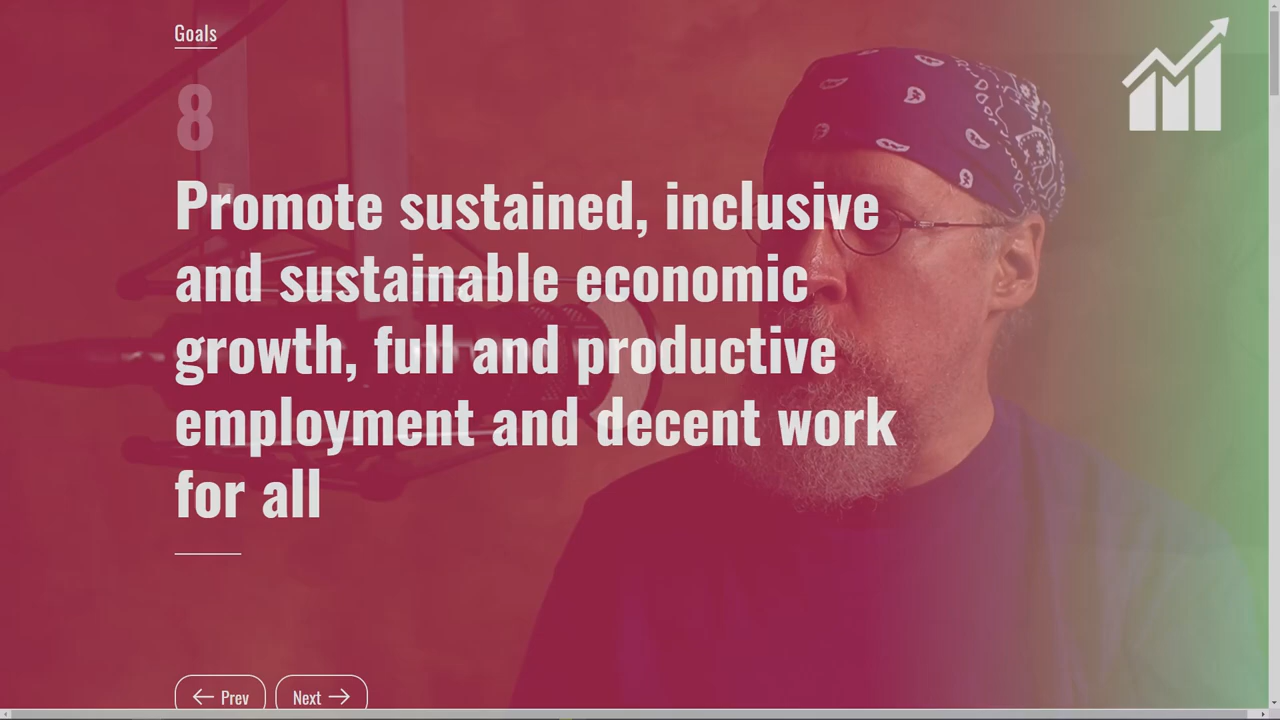 Goals
8
Promote sustained, inclusive
and sustainable economic
growth, full and productive
employment and decent work
for all
Prev
Next